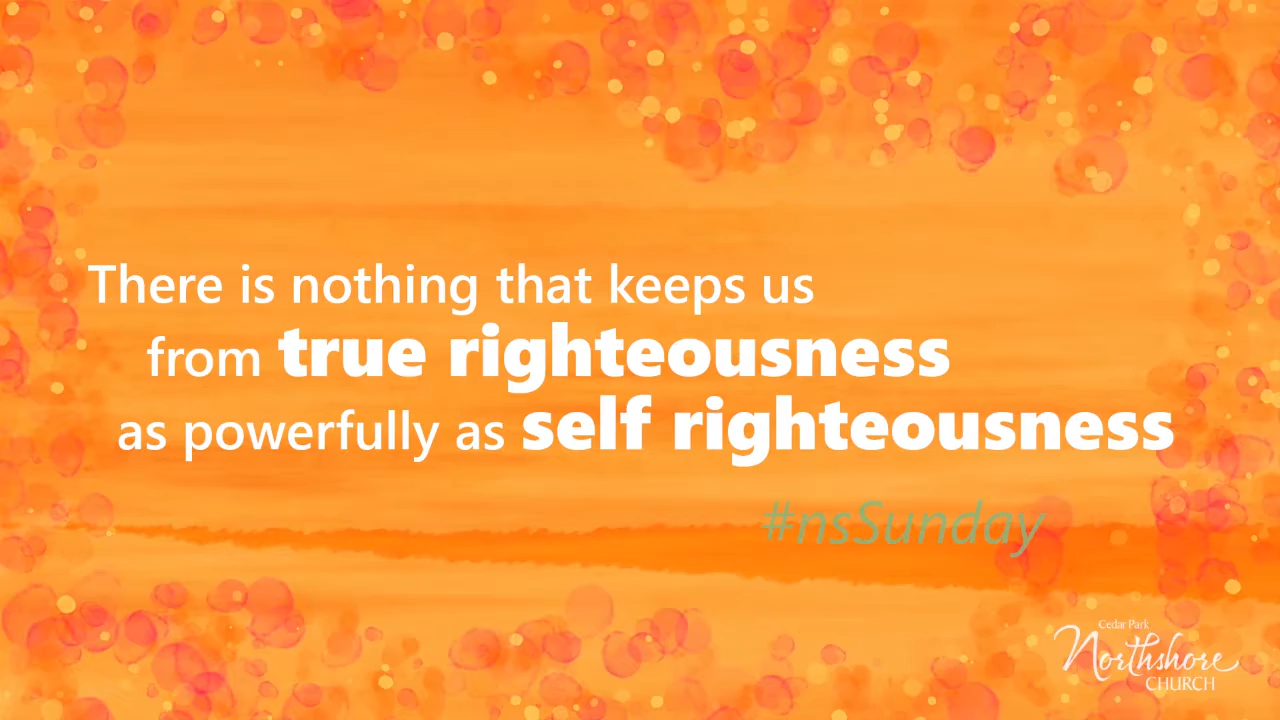 There is nothing that keeps us
from true righteousness
as powerfully as self righteousness
#nsSunday
Cedar Park
Northshore
CHURCH